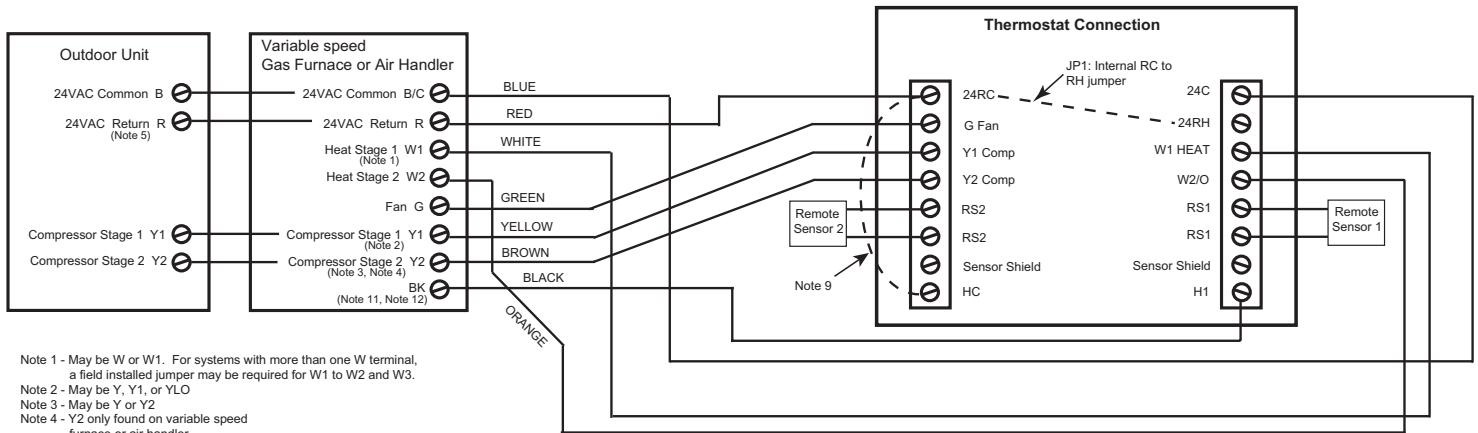 Thermostat Connection
Outdoor Unit
24VAC Common B
24VAC Return R
(Note 5)
Compressor Stage 1 Y1
Compressor Stage 2 Y2
Variable speed
Gas Furnace or Air Handler
24VAC Common B/C
24VAC Return R
Heat Stage 1 W1
(Note 1)
Heat Stage 2 W2
Fan G
Compressor Stage 1 Y1
(Note 2)
Compressor Stage 2 Y2
(Note 3, Note 4)
BK
(Note 11, Note 12)
BLUE
RED
WHITE
GREEN
YELLOW
BROWN
BLACK
ORANGE
JP1: Internal RC to
RH jumper
24RC
G Fan
Y1 Comp
Y2 Comp
RS2
RS2
Sensor Shield
HC
Remote
Sensor 2
Note 9
24C
24RH
W1 HEAT
W2/O
RS1
RS1
Sensor Shield
H1
Remote
Sensor 1
Note 1 - May be W or W1. For systems with more than one W terminal,
a field installed jumper may be required for W1 to W2 and W3.
Note 2 - May be Y, Y1, or YLO
Note 3 - May be Y or Y2
Note 4 - Y2 only found on variable speed
furnace or air handler